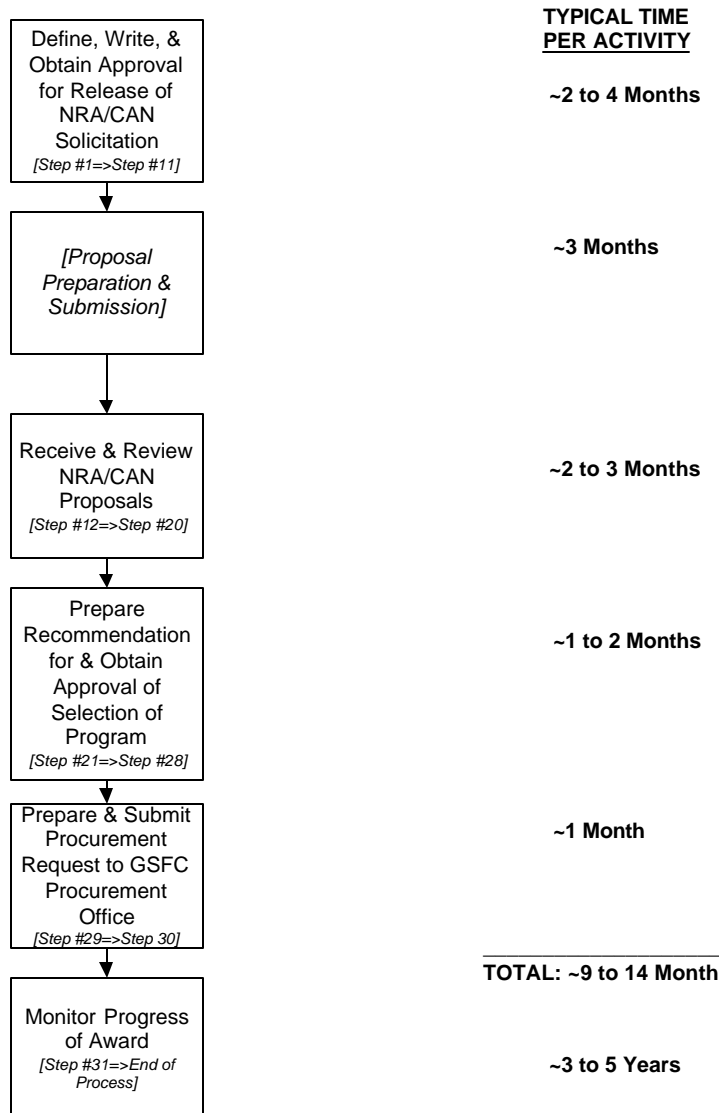 TYPICAL TIME
PER ACTIVITY
Define, Write, &
Obtain Approval
for Release of
NRA/CAN
Solicitation
[Step #1=>Step #11]
~2 to 4 Months
[Proposal
Preparation &
Submission]
~3 Months
Receive & Review
NRA/CAN
Proposals
[Step #12=>Step #20]
~2 to 3 Months
Prepare
Recommendation
for & Obtain
Approval of
Selection of
Program
[Step #21=>Step #28]
~1 to 2 Months
Prepare & Submit
Procurement
Request to GSFC
Procurement
Office
[Step #29=>Step 30]
~1 Month
TOTAL: ~9 to 14 Month
Monitor Progress
of Award
[Step #31=>End of
Process]
~3 to 5 Years